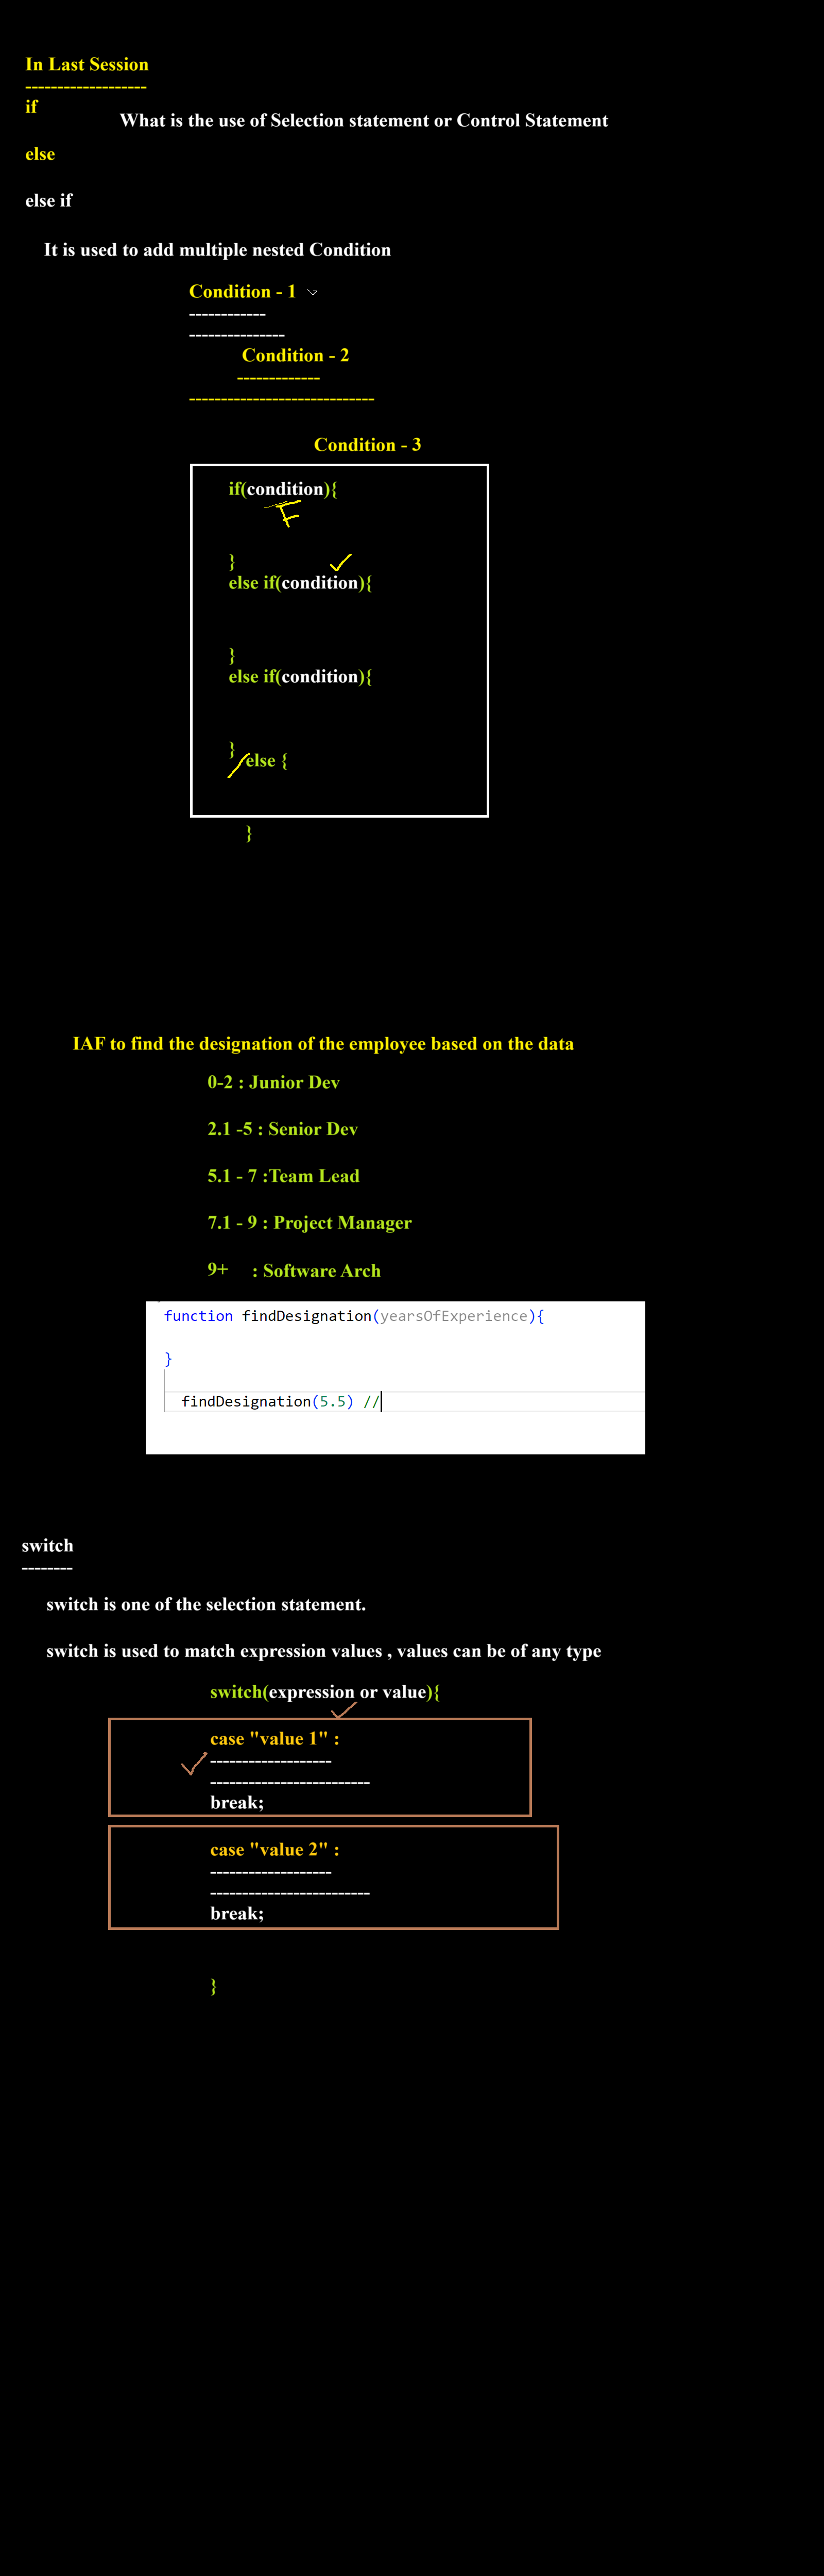 In Last Session
-------------------
if
What is the use of Selection statement or Control Statement
else
else if
It is used to add multiple nested Condition
Condition - 1
------------
---------------
Condition - 2
-------------
-----------------------------
Condition - 3
if(condition){
F
}
else if(condition){
}
else if(condition){
}
else {
}
IAF to find the designation of the employee based on the data
0-2 : Junior Dev
2.1 -5 : Senior Dev
5.1 - 7 :Team Lead
7.1 - 9 : Project Manager
9+ : Software Arch
function findDesignation(yearsOfExperience){
}
findDesignation(5.5) //
switch
--------
switch is one of the selection statement.
switch is used to match expression values , values can be of any type
switch(expression or value){
case "value 1" :
-------------------
-------------------------
break;
case "value 2" :
-------------------
-------------------------
break;
}